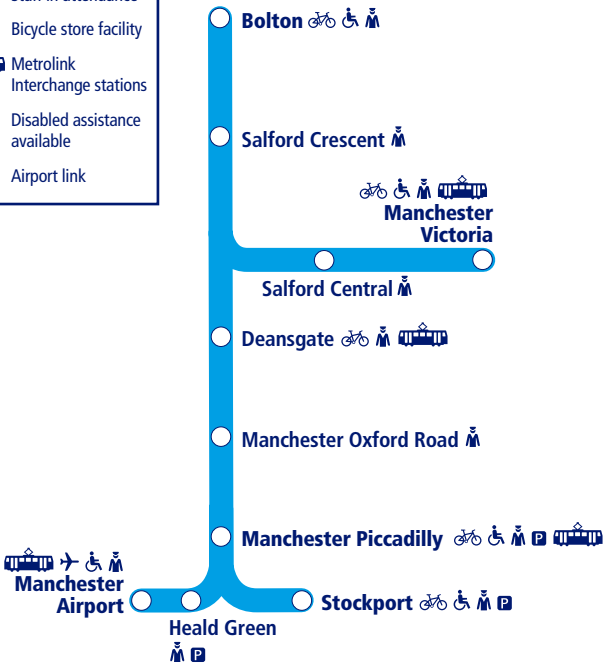 Bicycle store facility
Metrolink
Interchange stations
Disabled assistance
available
Airport link
Bolton
Salford Crescent
Manchester
Victoria
Salford Central
Deansgate
Manchester Oxford Road
Manchester Piccadilly P
Manchester
Airport
Stockport P
Heald Green
P